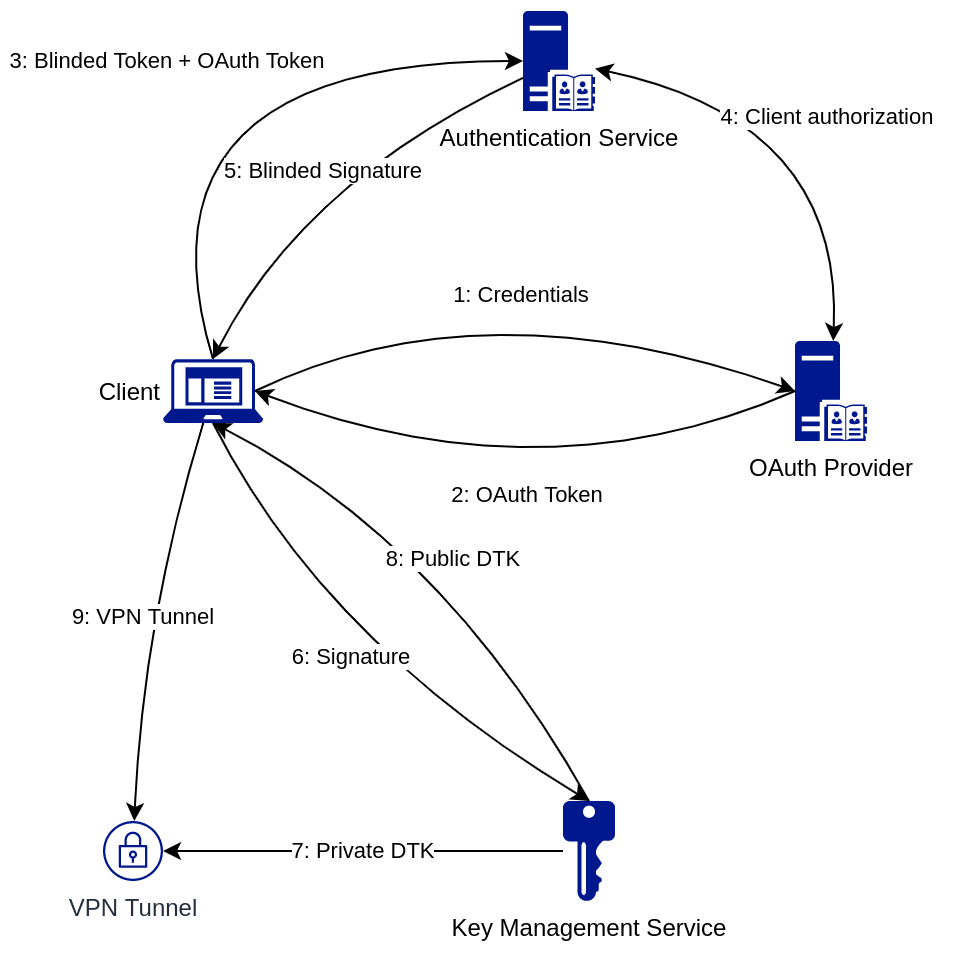 3: Blinded Token + OAuth Token
4: Client authorization
Authentication Service
5: Blinded Signature
1: Credentials
Client
OAuth Provider
2: OAuth Token
8: Public DTK
9: VPN Tunnel
6: Signature
7: Private DTK
VPN Tunnel
Key Management Service